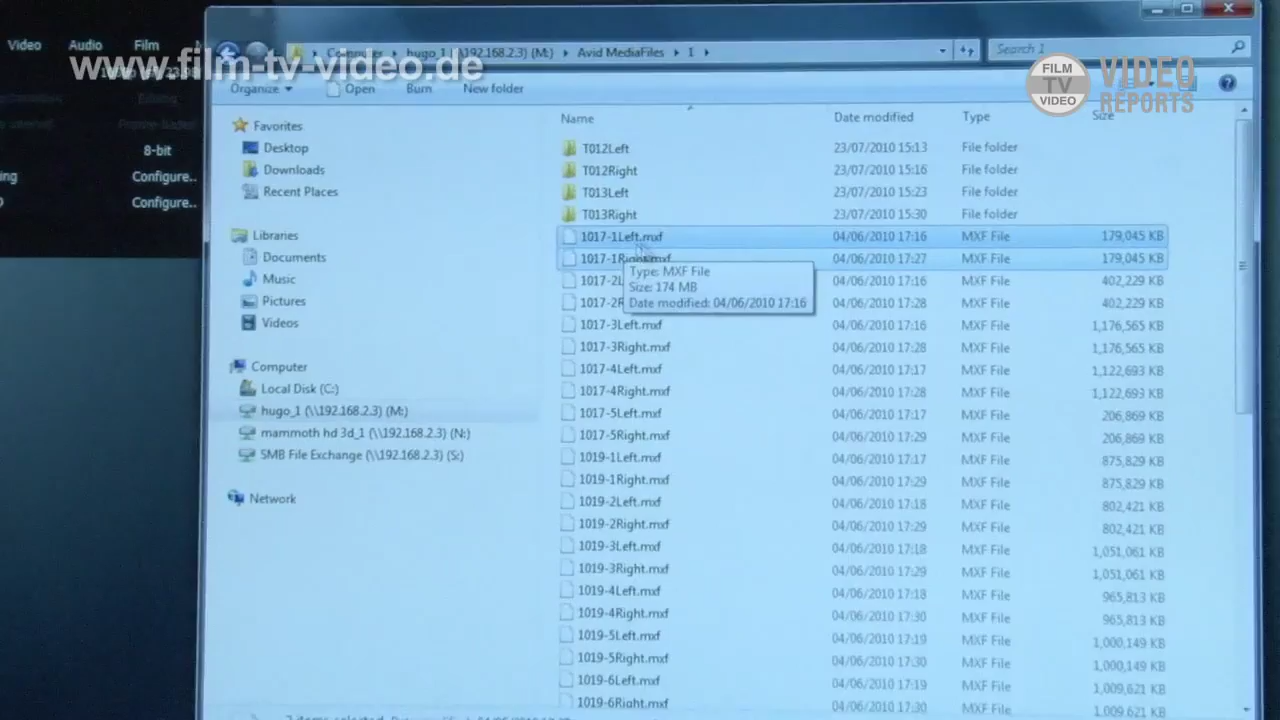 Video Audio Film
www.film-tv-video.de
Computer hugo_1 (\\192.168.2.3) (M:) Avid MediaFiles 1
Search 1
FILM TV VIDEO
VIDEO REPORTS
Organize Open Burn New folder
8-bit
Configure..
Configure..
Favorites
Desktop
Downloads
Recent Places
Libraries
Documents
Music
Pictures
Videos
Computer
Local Disk (C:)
hugo_1 (\\192.168.2.3) (M:)
mammoth hd 3d_1 (\\192.168.2.3) (N:)
SMB File Exchange (\\192.168.2.3) (S:)
Network
Name Date modified Type Size
T012Left 23/07/2010 15:13 File folder
T012Right 23/07/2010 15:16 File folder
T013Left 23/07/2010 15:23 File folder
T013Right 23/07/2010 15:30 File folder
1017-1Left.mxf 04/06/2010 17:16 MXF File 179,045 KB
1017-1Right.mxf 04/06/2010 17:27 MXF File 179,045 KB
Type: MXF File
Size: 174 MB
Date modified: 04/06/2010 17:16
1017-2L 04/06/2010 17:16 MXF File 402,229 KB
1017-2R 04/06/2010 17:28 MXF File 402,229 KB
1017-3Left.mxf 04/06/2010 17:16 MXF File 1,176,565 KB
1017-3Right.mxf 04/06/2010 17:28 MXF File 1,176,565 KB
1017-4Left.mxf 04/06/2010 17:17 MXF File 1,122,693 KB
1017-4Right.mxf 04/06/2010 17:28 MXF File 1,122,693 KB
1017-5Left.mxf 04/06/2010 17:17 MXF File 206,869 KB
1017-5Right.mxf 04/06/2010 17:29 MXF File 206,869 KB
1019-1Left.mxf 04/06/2010 17:17 MXF File 875,829 KB
1019-1Right.mxf 04/06/2010 17:29 MXF File 875,829 KB
1019-2Left.mxf 04/06/2010 17:18 MXF File 802,421 KB
1019-2Right.mxf 04/06/2010 17:29 MXF File 802,421 KB
1019-3Left.mxf 04/06/2010 17:18 MXF File 1,051,061 KB
1019-3Right.mxf 04/06/2010 17:29 MXF File 1,051,061 KB
1019-4Left.mxf 04/06/2010 17:18 MXF File 965,813 KB
1019-4Right.mxf 04/06/2010 17:30 MXF File 965,813 KB
1019-5Left.mxf 04/06/2010 17:19 MXF File 1,000,149 KB
1019-5Right.mxf 04/06/2010 17:30 MXF File 1,000,149 KB
1019-6Left.mxf 04/06/2010 17:19 MXF File 1,009,621 KB
1019-6Right.mxf 04/06/2010 17:30 MXF File 1,009,621 KB